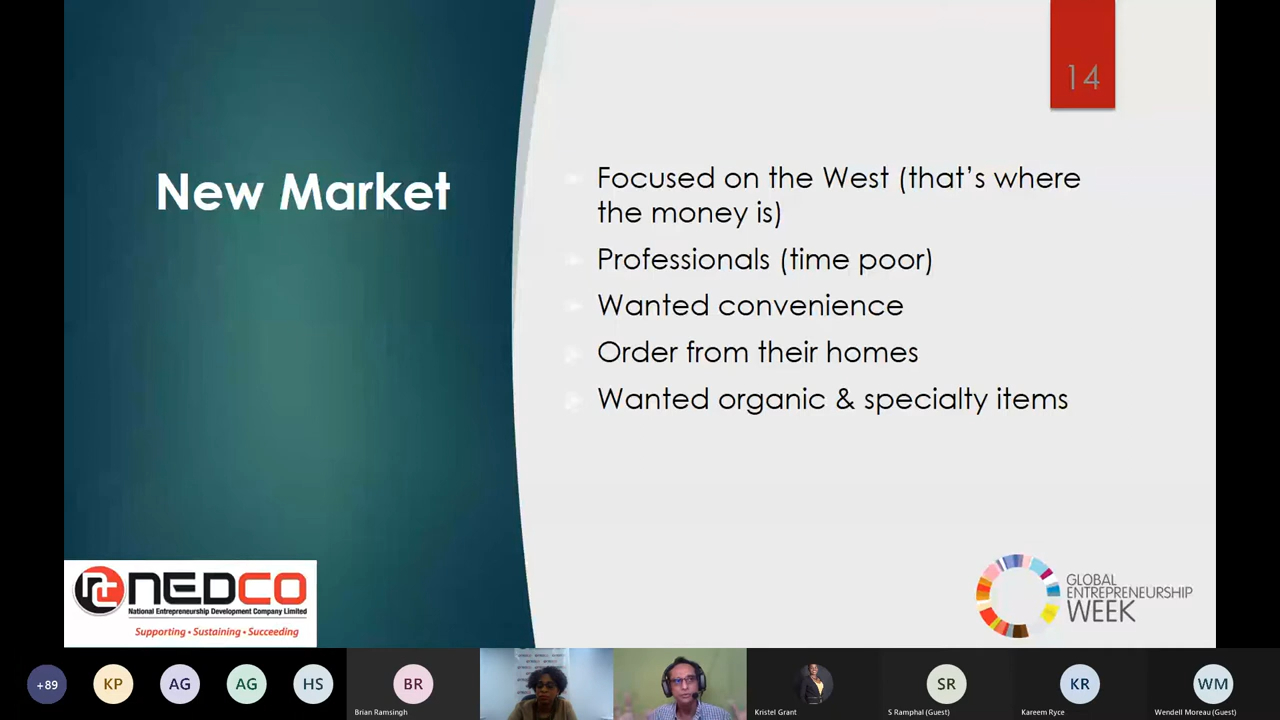 14
New Market
Focused on the West (that's where
the money is)
Professionals (time poor)
Wanted convenience
Order from their homes
Wanted organic & specialty items
NEDCO
National Entrepreneurship Development Company Limited
Supporting • Sustaining • Succeeding
GLOBAL
ENTREPRENEURSHIP
WEEK
+89
KP
AG
AG
HS
BR
Brian Ramsingh
Kristel Grant
SR
S Ramphal (Guest)
KR
Kareem Ryce
WM
Wendell Moreau (Guest)